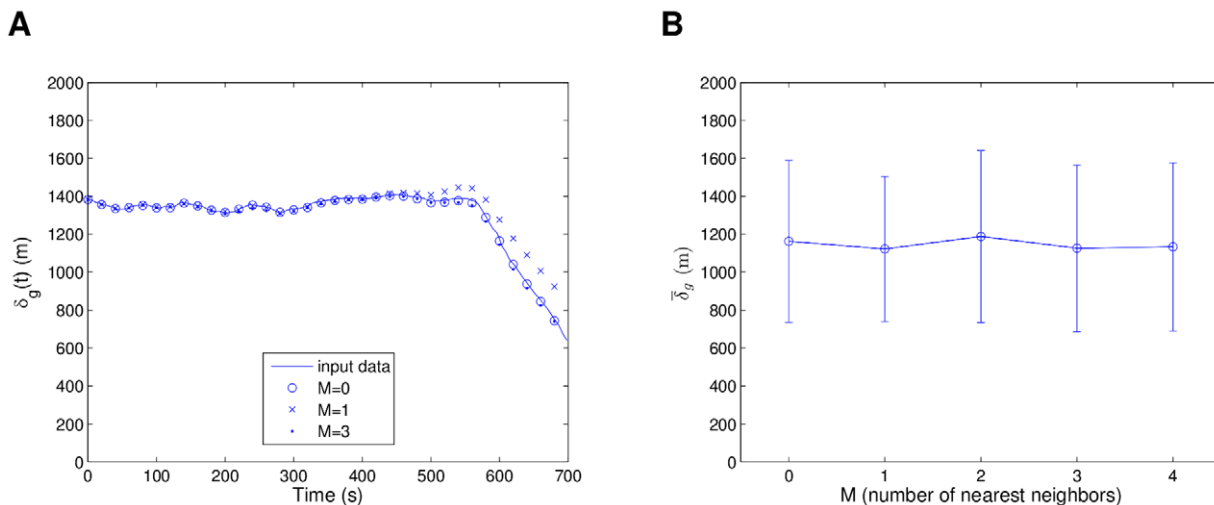 A
2000
1800
1600
1400
1200
1000
800
600
400
200
0
δg(t) (m)
input data
M=0
M=1
M=3
0 100 200 300 400 500 600 700
Time (s)
B
2000
1800
1600
1400
1200
1000
800
600
400
200
0
δ̅g (m)
0 1 2 3 4
M (number of nearest neighbors)